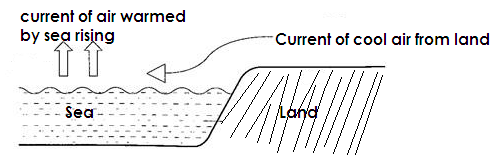 current of air warmed
by sea rising
Current of cool air from land
Sea
Land